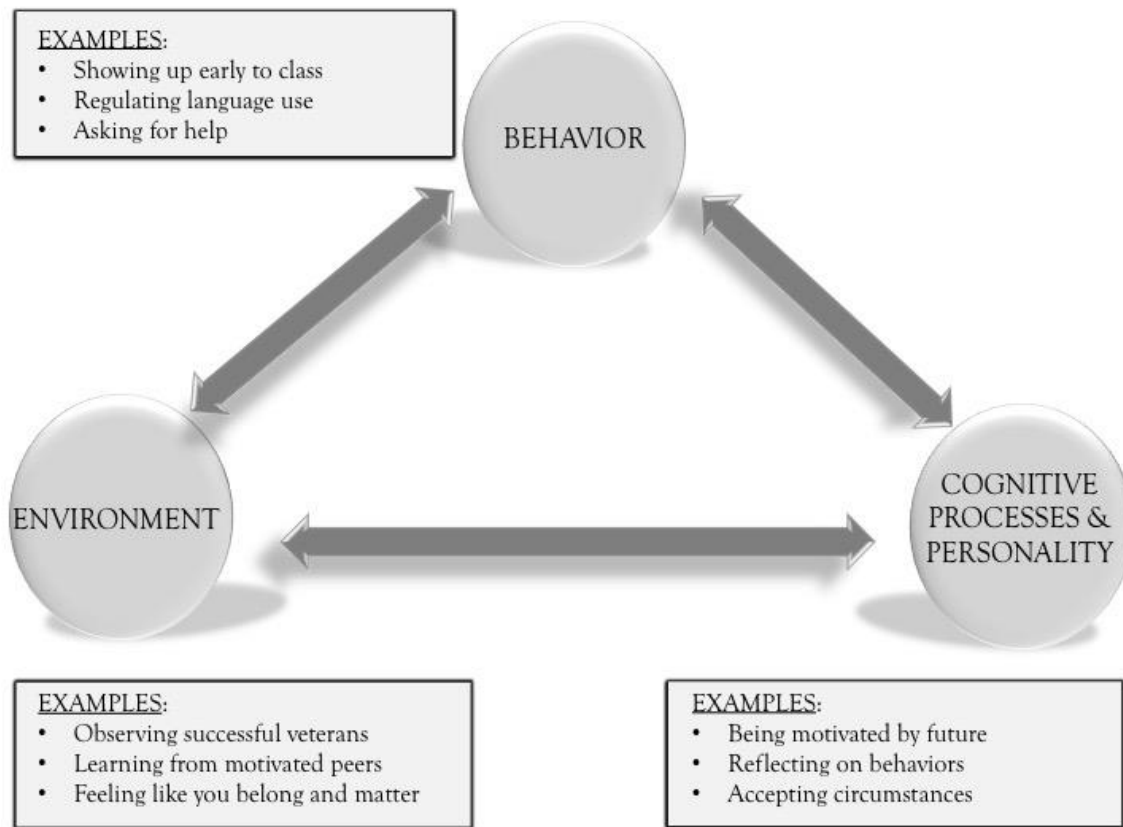 EXAMPLES:
• Showing up early to class
• Regulating language use
• Asking for help
BEHAVIOR
ENVIRONMENT
COGNITIVE
PROCESSES &
PERSONALITY
EXAMPLES:
• Observing successful veterans
• Learning from motivated peers
• Feeling like you belong and matter
EXAMPLES:
• Being motivated by future
• Reflecting on behaviors
• Accepting circumstances